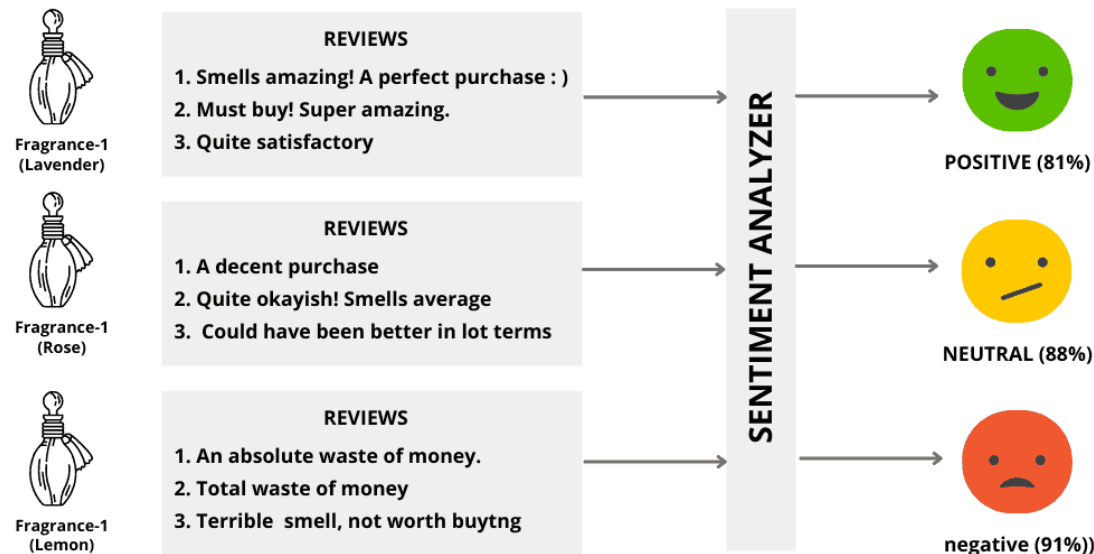 Fragrance-1
(Lavender)
REVIEWS
1. Smells amazing! A perfect purchase : )
2. Must buy! Super amazing.
3. Quite satisfactory
POSITIVE (81%)
Fragrance-1
(Rose)
REVIEWS
1. A decent purchase
2. Quite okayish! Smells average
3. Could have been better in lot terms
NEUTRAL (88%)
Fragrance-1
(Lemon)
REVIEWS
1. An absolute waste of money.
2. Total waste of money
3. Terrible smell, not worth buytng
negative (91%))
SENTIMENT ANALYZER